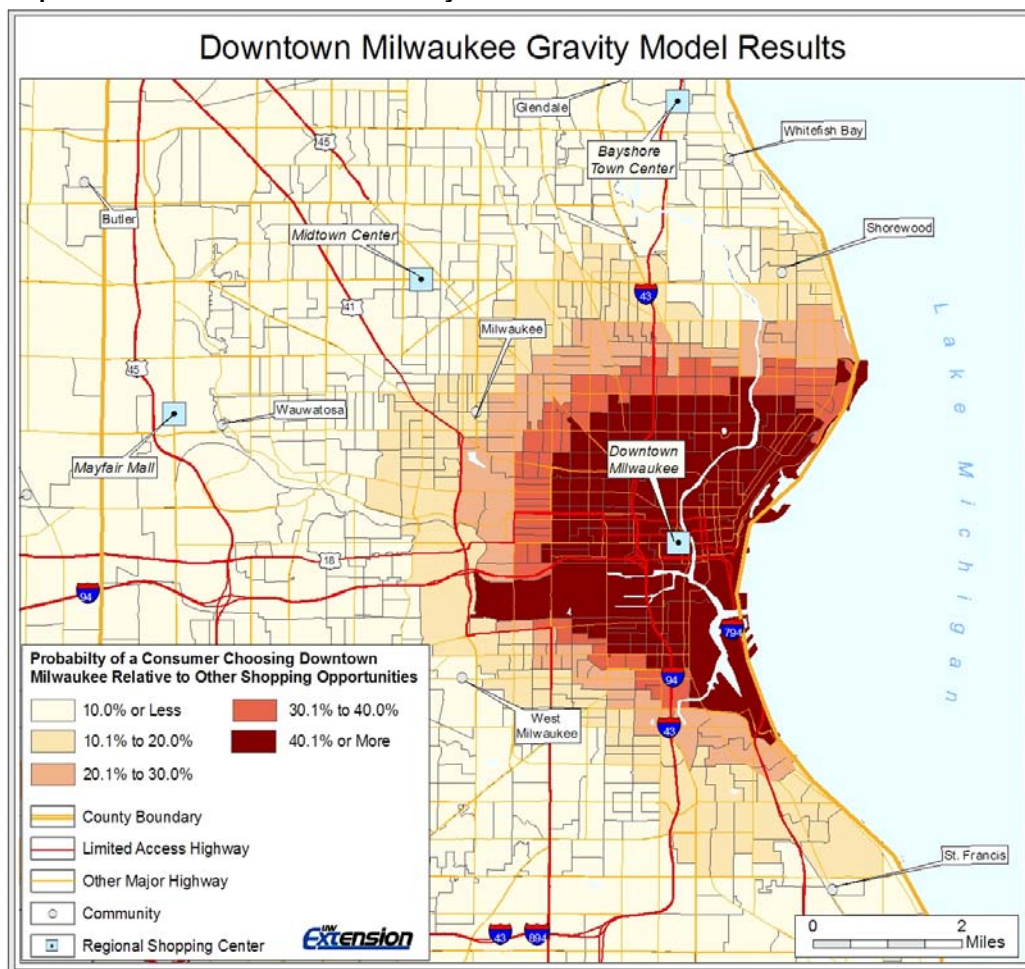 Downtown Milwaukee Gravity Model Results
Glendale
45
Whitefish Bay
Bayshore
Town Center
Butler
Midtown Center
Shorewood
43
41
Milwaukee
45
Wauwatosa
Mayfair Mall
Downtown
Milwaukee
Lake Michigan
18
94
794
94
43
West
Milwaukee
St. Francis
43
894
Probabilty of a Consumer Choosing Downtown
Milwaukee Relative to Other Shopping Opportunities
10.0% or Less
10.1% to 20.0%
20.1% to 30.0%
30.1% to 40.0%
40.1% or More
County Boundary
Limited Access Highway
Other Major Highway
Community
Regional Shopping Center
UW
Extension
0 2
Miles